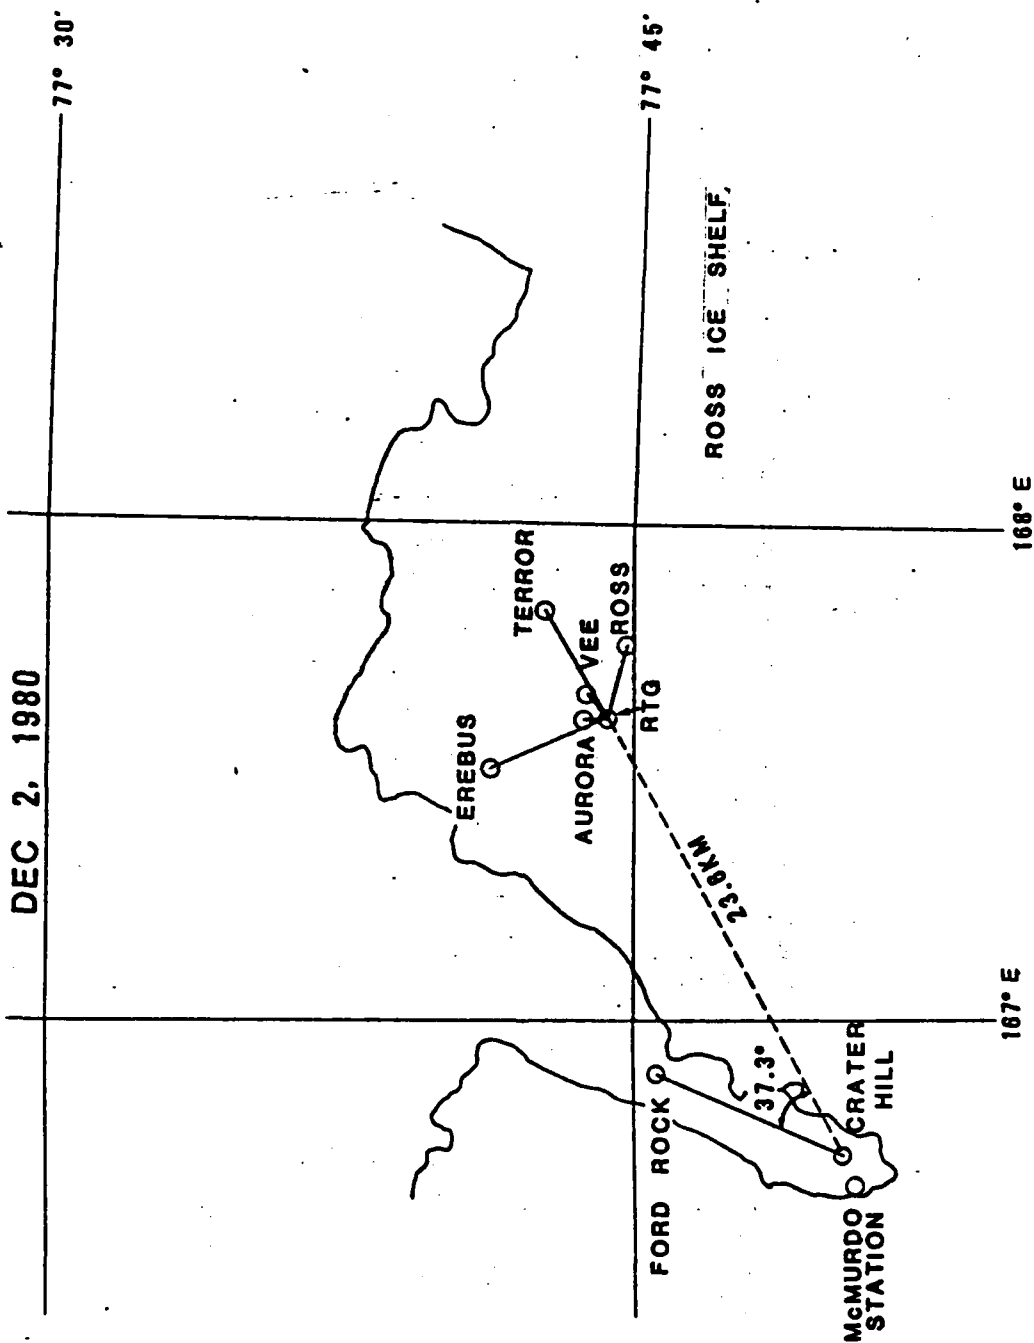 DEC 2, 1980
77° 30'
77° 45'
EREBUS
TERROR
AURORA
VEE
ROSS
RTG
ROSS ICE SHELF
23.8KM
37.3°
FORD ROCK
CRATER
HILL
McMURDO
STATION
167° E
168° E